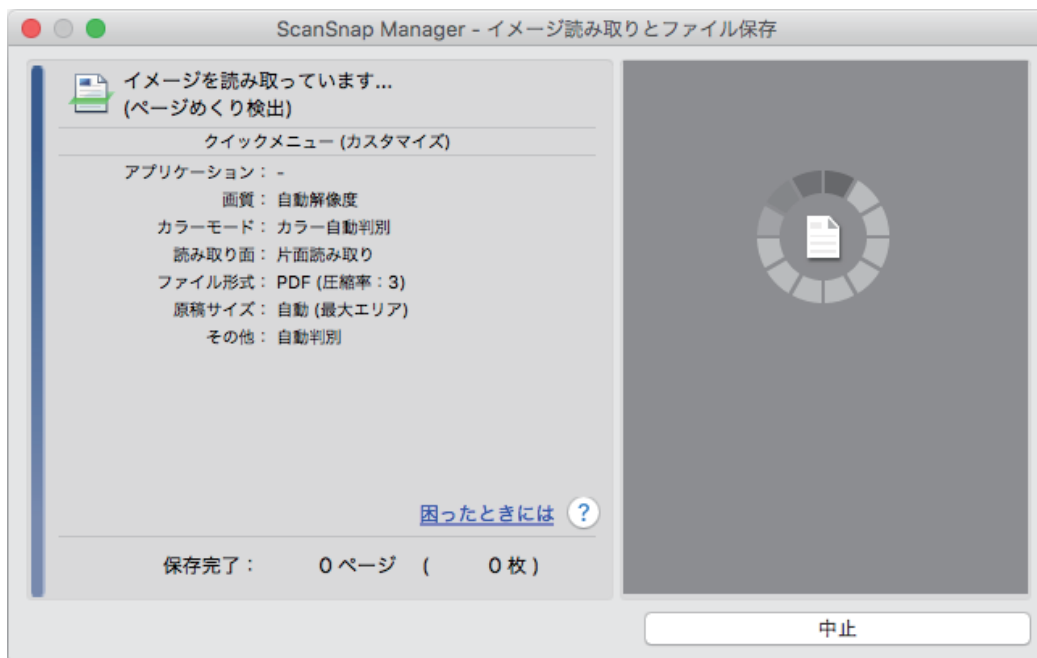 ScanSnap Manager - イメージ読み取りとファイル保存
イメージを読み取っています...
(ページめくり検出)
クイックメニュー (カスタマイズ)
アプリケーション： -
画質： 自動解像度
カラーモード： カラー自動判別
読み取り面： 片面読み取り
ファイル形式： PDF (圧縮率：3)
原稿サイズ： 自動 (最大エリア)
その他： 自動判別
困ったときには ?
保存完了： 0 ページ ( 0 枚 )
中止